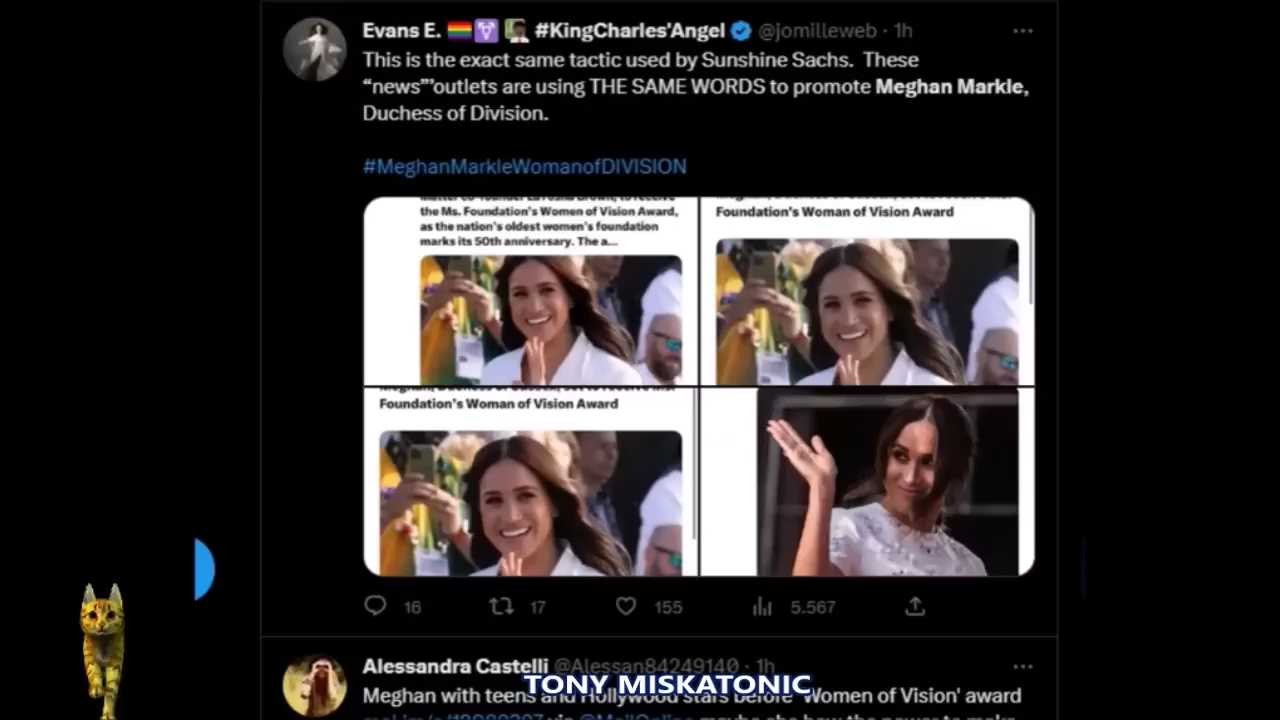 Evans E. 🏳️‍🌈⚧ #KingCharles'Angel @jomilleweb · 1h
This is the exact same tactic used by Sunshine Sachs. These
“news”’outlets are using THE SAME WORDS to promote Meghan Markle,
Duchess of Division.
#MeghanMarkleWomanofDIVISION
the Ms. Foundation's Women of Vision Award,
as the nation's oldest women's foundation
marks its 50th anniversary. The a...
Foundation's Woman of Vision Award
Foundation's Woman of Vision Award
16 17 155 5.567
Alessandra Castelli @Alessan84249140 · 1h
TONY MISKATONIC
Meghan with teens and Hollywood stars before 'Women of Vision' award